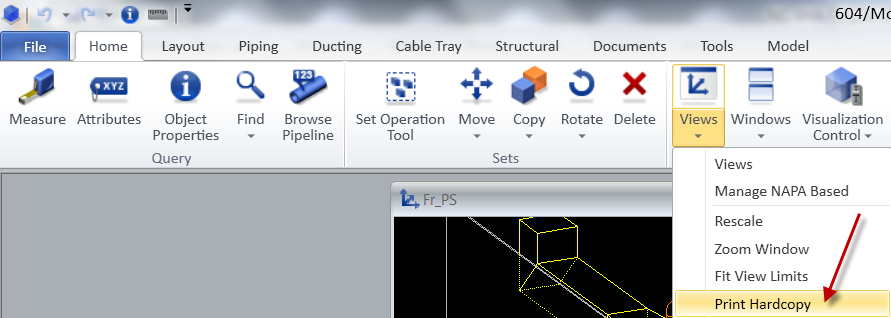 604/Mo
File Home Layout Piping Ducting Cable Tray Structural Documents Tools Model
XYZ 123
Measure Attributes Object Properties Find Browse Pipeline Set Operation Tool Move Copy Rotate Delete Views Windows Visualization Control
Query Sets
Views
Manage NAPA Based
Fr_PS
Rescale
Zoom Window
Fit View Limits
Print Hardcopy